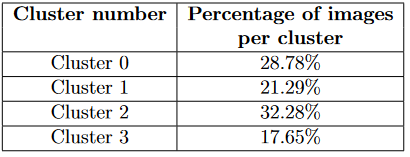 Cluster number Percentage of images
per cluster
Cluster 0 28.78%
Cluster 1 21.29%
Cluster 2 32.28%
Cluster 3 17.65%